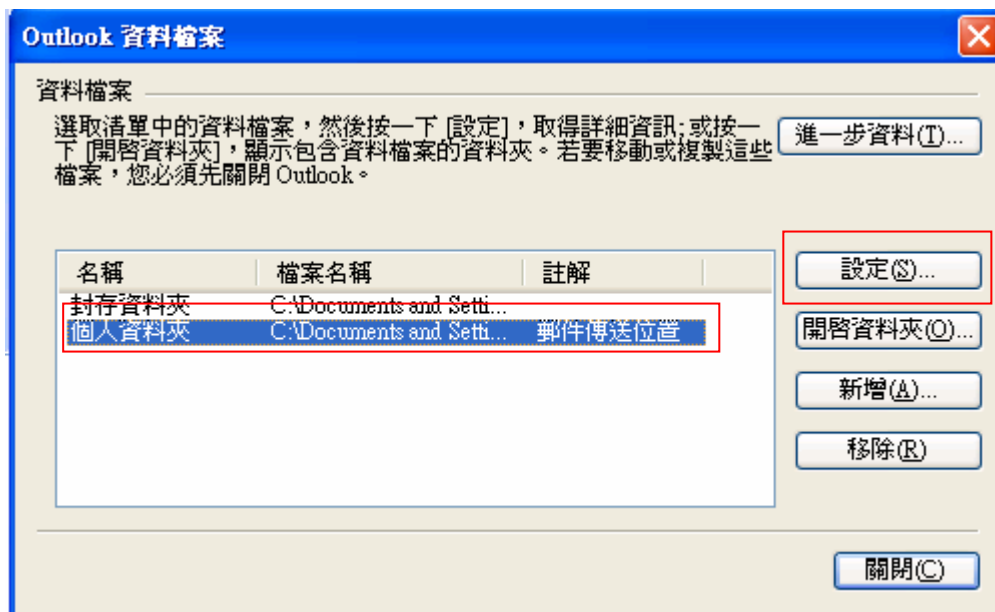 Outlook 資料檔案
資料檔案
選取清單中的資料檔案，然後按一下 [設定]，取得詳細資訊;或按一
下 [開啓資料夾]，顯示包含資料檔案的資料夾。若要移動或複製這些
檔案，您必須先關閉 Outlook。
進一步資料(T)...
名稱 檔案名稱 註解
封存資料夾 C:\Documents and Setti...
個人資料夾 C:\Documents and Setti... 郵件傳送位置
設定(S)...
開啓資料夾(O)...
新增(A)...
移除(R)
關閉(C)